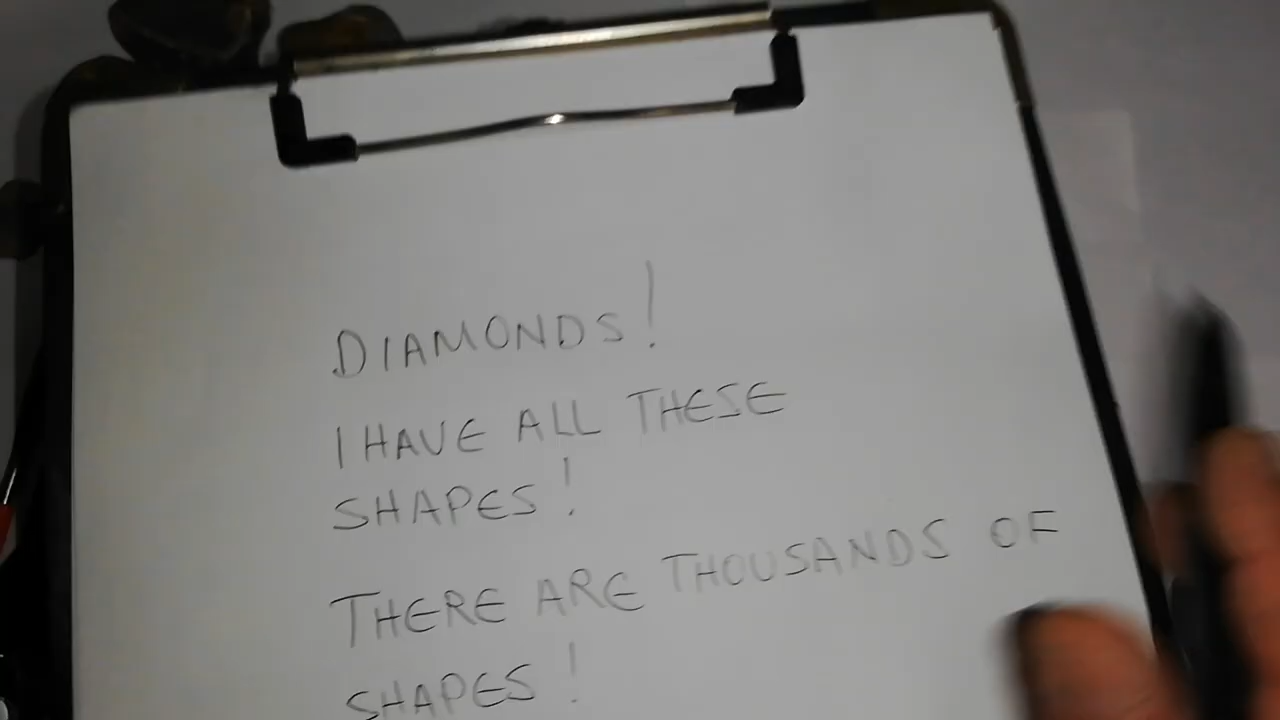 DIAMONDS!
I HAVE ALL THESE
SHAPES!
THERE ARE THOUSANDS OF
SHAPES!